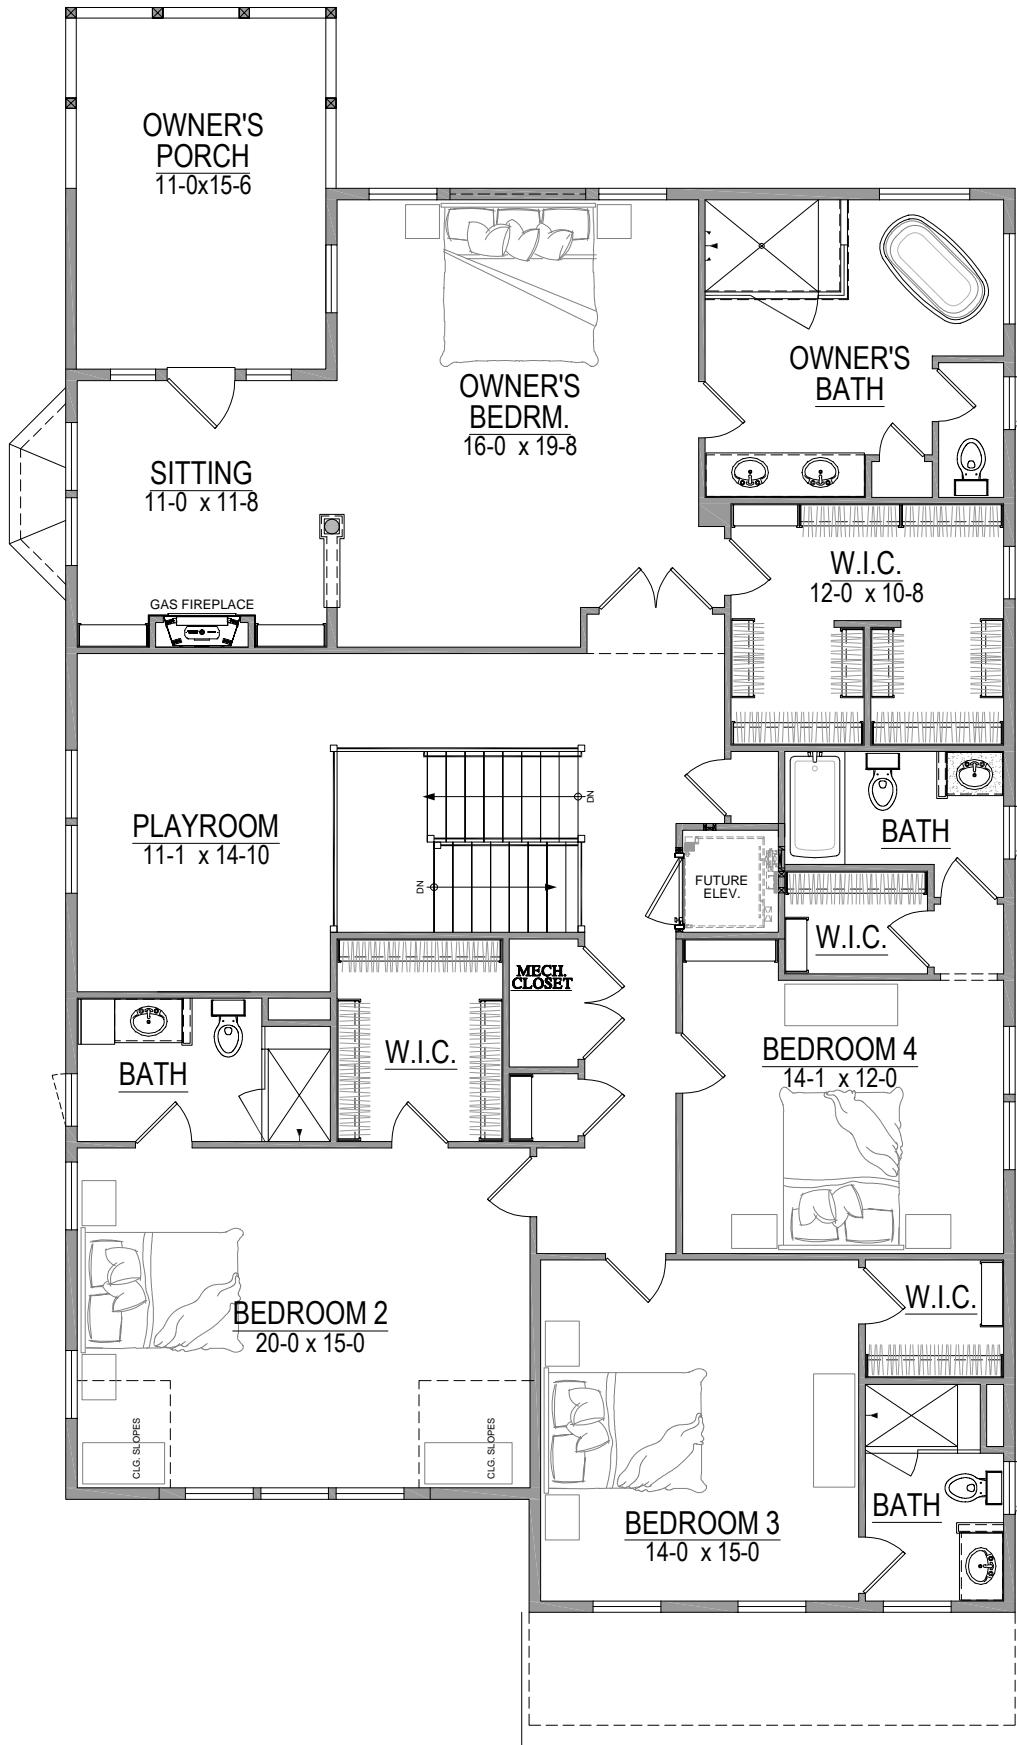 OWNER'S
PORCH
11-0x15-6
OWNER'S
BEDRM.
16-0 x 19-8
OWNER'S
BATH
SITTING
11-0 x 11-8
GAS FIREPLACE
W.I.C.
12-0 x 10-8
PLAYROOM
11-1 x 14-10
DN
DN
BATH
FUTURE
ELEV.
W.I.C.
MECH.
CLOSET
W.I.C.
BATH
BEDROOM 4
14-1 x 12-0
BEDROOM 2
20-0 x 15-0
CLG. SLOPES
CLG. SLOPES
W.I.C.
BATH
BEDROOM 3
14-0 x 15-0